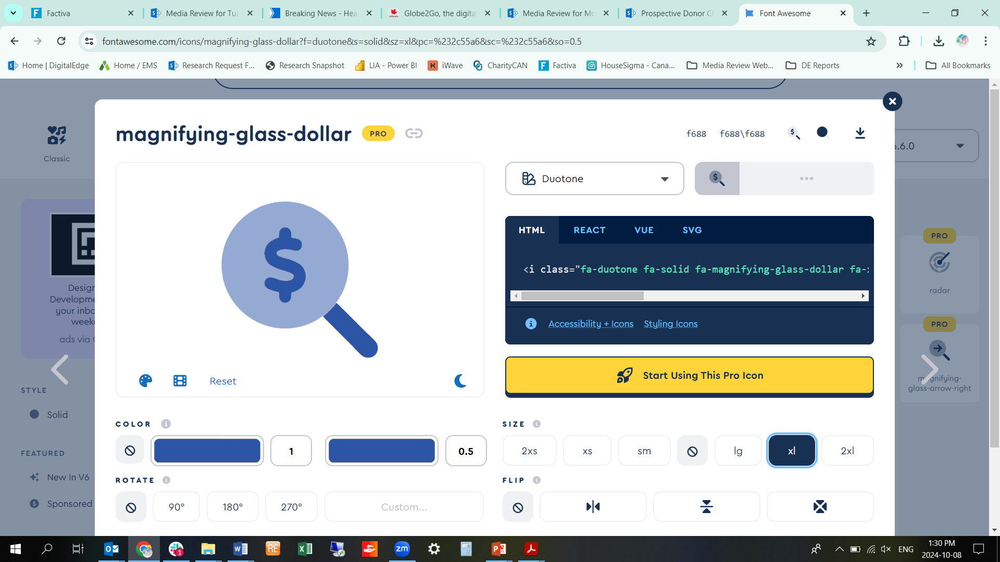 Factiva
Media Review for Tue
Breaking News - Hea
Globe2Go, the digita
Media Review for Mo
Prospective Donor C
Font Awesome
fontawesome.com/icons/magnifying-glass-dollar?f=duotone&s=solid&sz=xl&pc=%232c55a6&sc=%232c55a6&so=0.5
Home | DigitalEdge
Home / EMS
Research Request F...
Research Snapshot
LIA - Power BI
iWave
CharityCAN
Factiva
HouseSigma - Cana...
Media Review Web...
DE Reports
All Bookmarks
Classic
magnifying-glass-dollar
PRO
f688
f688\f688
6.6.0
Duotone
HTML
REACT
VUE
SVG
<i class="fa-duotone fa-solid fa-magnifying-glass-dollar fa-x
Accessibility + Icons
Styling Icons
Start Using This Pro Icon
Reset
Design
Developme
your inbo
week
ads via C
PRO
radar
PRO
magnifying-
glass-arrow-right
STYLE
Solid
FEATURED
New In V6
Sponsored
COLOR
1
0.5
SIZE
2xs
xs
sm
lg
xl
2xl
ROTATE
90°
180°
270°
Custom...
FLIP
ENG
1:30 PM
2024-10-08